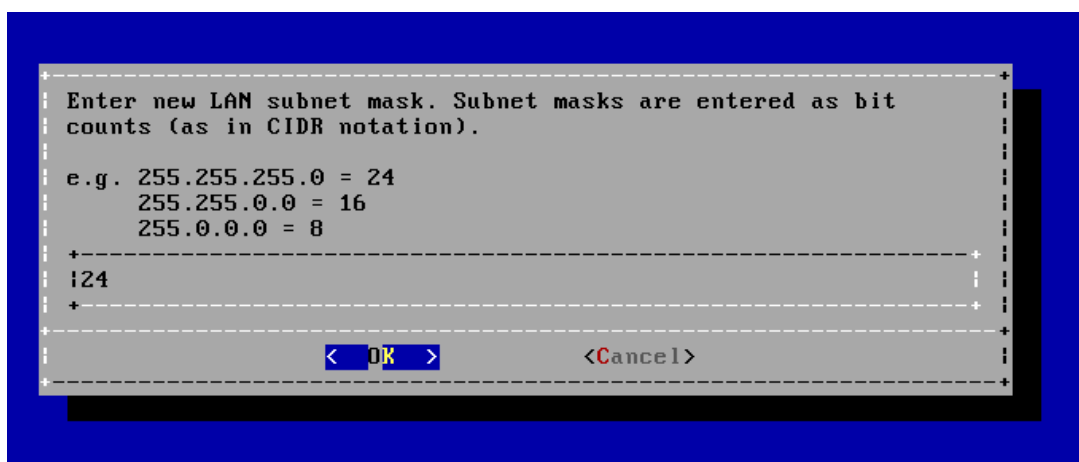 Enter new LAN subnet mask. Subnet masks are entered as bit
counts (as in CIDR notation).
e.g. 255.255.255.0 = 24
255.255.0.0 = 16
255.0.0.0 = 8
24
< OK > <Cancel>